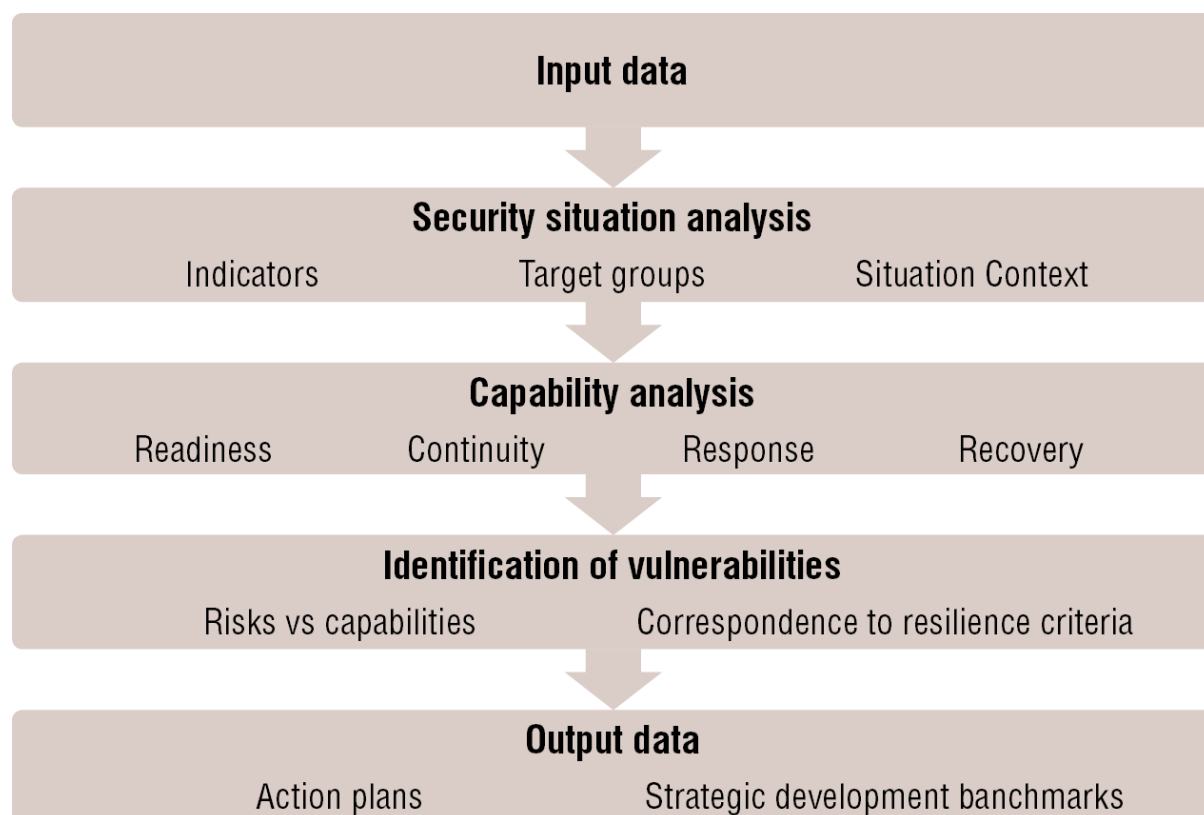 Input data
Security situation analysis
Indicators Target groups Situation Context
Capability analysis
Readiness Continuity Response Recovery
Identification of vulnerabilities
Risks vs capabilities Correspondence to resilience criteria
Output data
Action plans Strategic development banchmarks